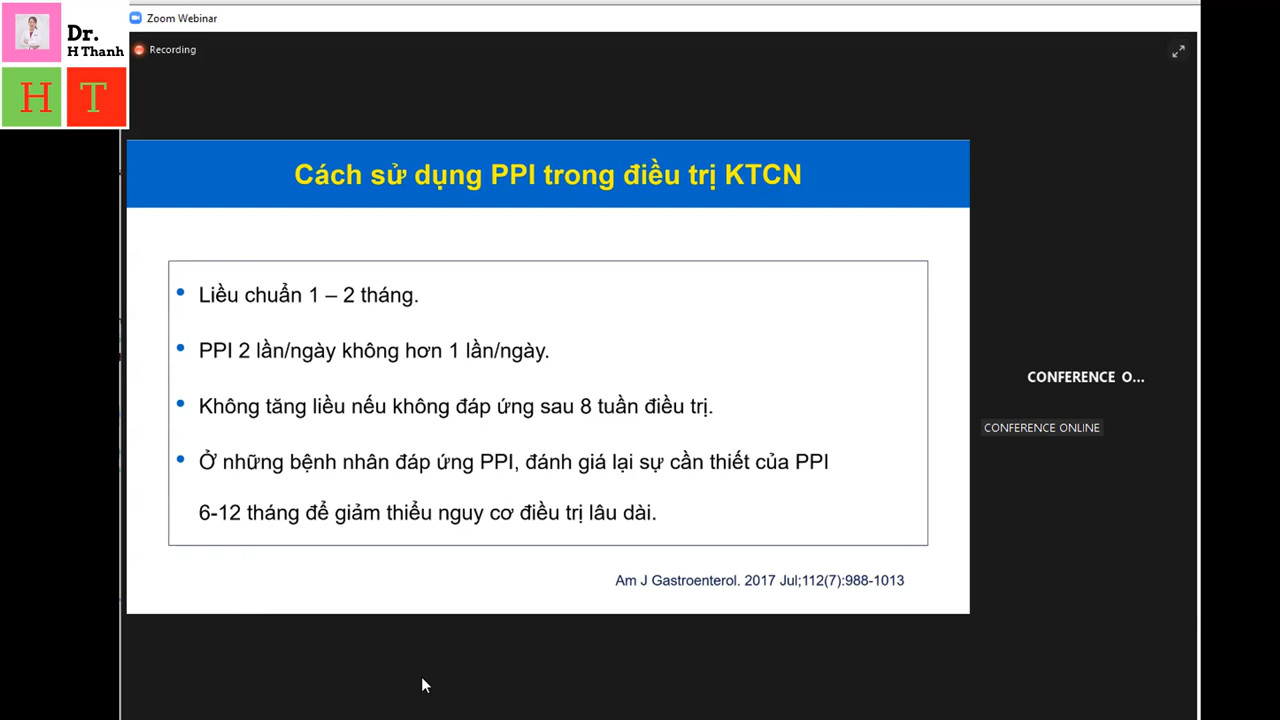 Zoom Webinar
Dr.
H Thanh
H T
Recording
Cách sử dụng PPI trong điều trị KTCN
• Liều chuẩn 1 – 2 tháng.
• PPI 2 lần/ngày không hơn 1 lần/ngày.
• Không tăng liều nếu không đáp ứng sau 8 tuần điều trị.
• Ở những bệnh nhân đáp ứng PPI, đánh giá lại sự cần thiết của PPI
6-12 tháng để giảm thiểu nguy cơ điều trị lâu dài.
Am J Gastroenterol. 2017 Jul;112(7):988-1013
CONFERENCE O...
CONFERENCE ONLINE